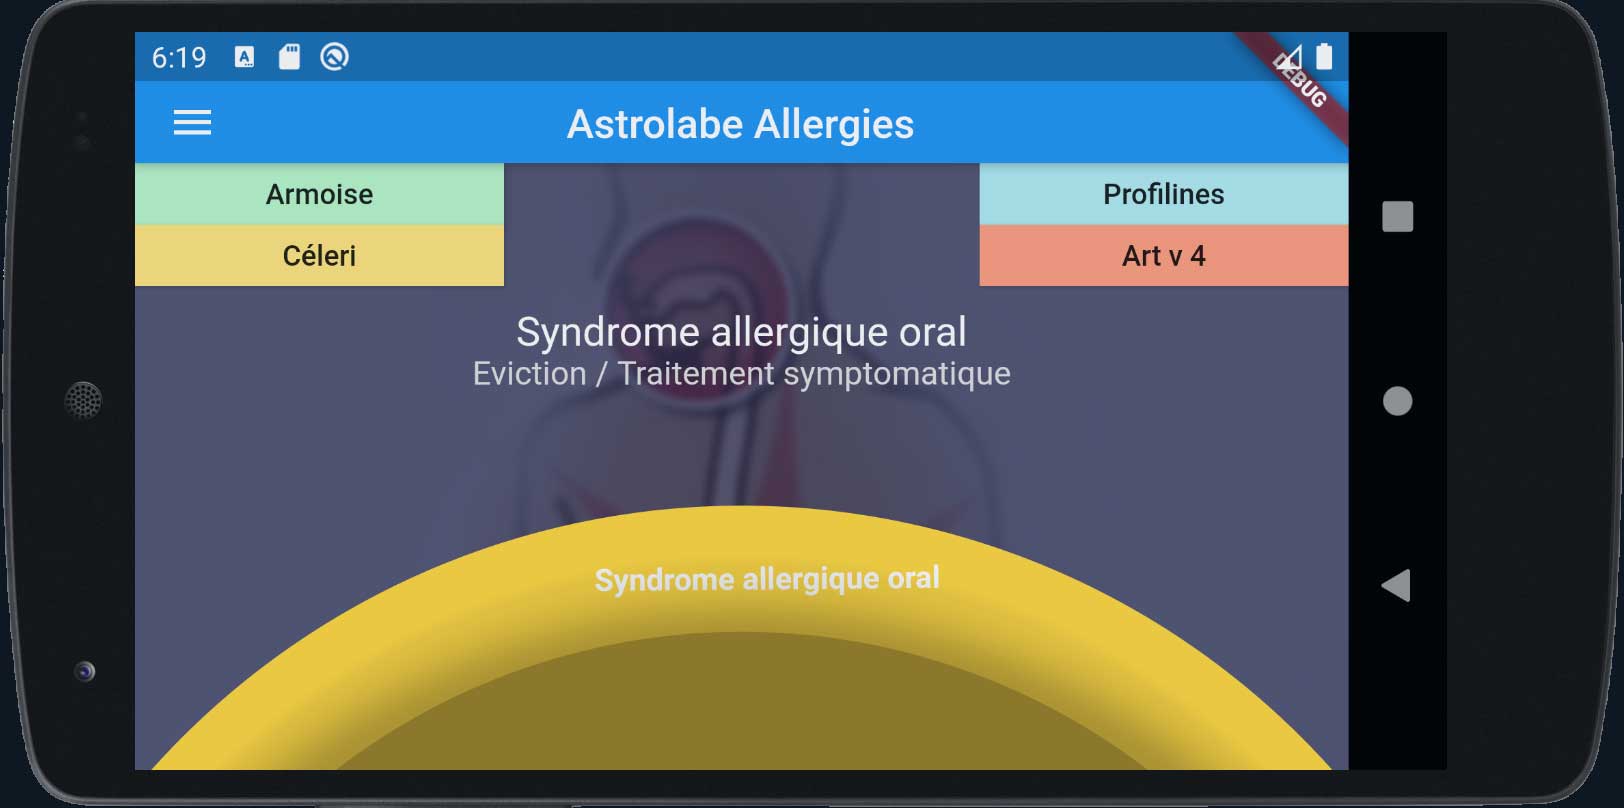 6:19
DEBUG
Astrolabe Allergies
Armoise
Profilines
Céleri
Art v 4
Syndrome allergique oral
Eviction / Traitement symptomatique
Syndrome allergique oral